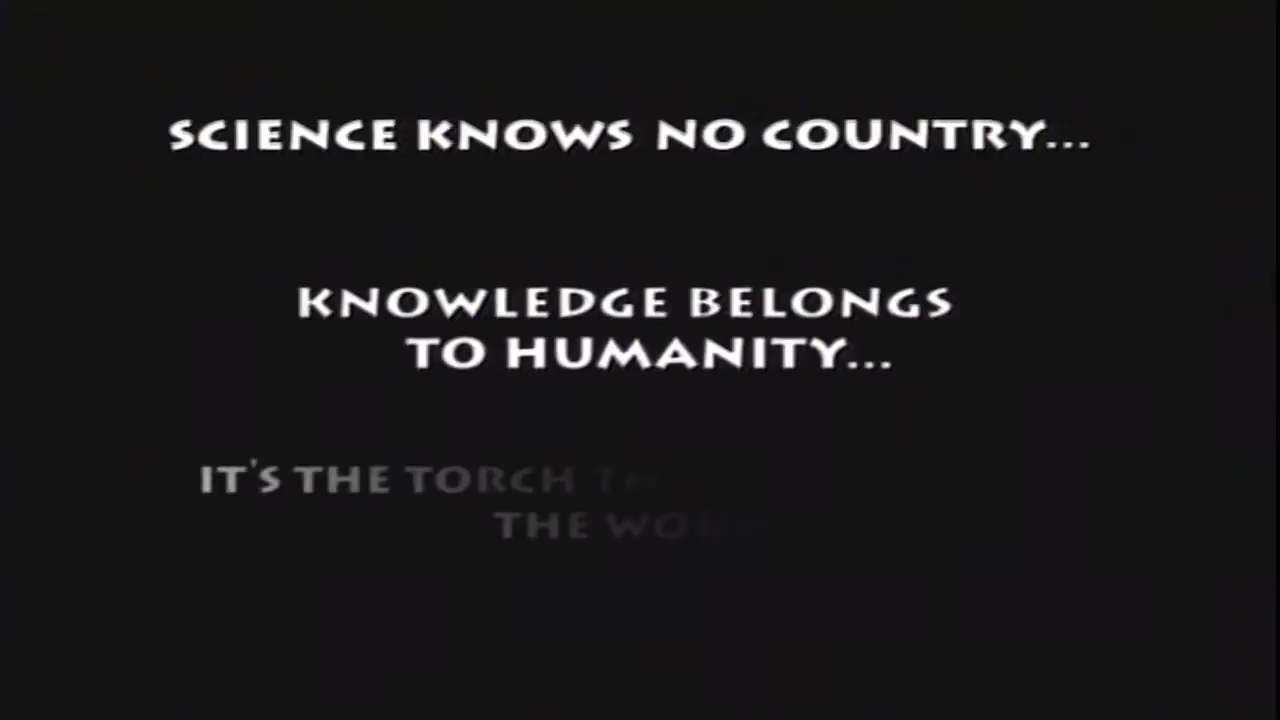 SCIENCE KNOWS NO COUNTRY...
KNOWLEDGE BELONGS
TO HUMANITY...
IT'S THE TORCH
THE